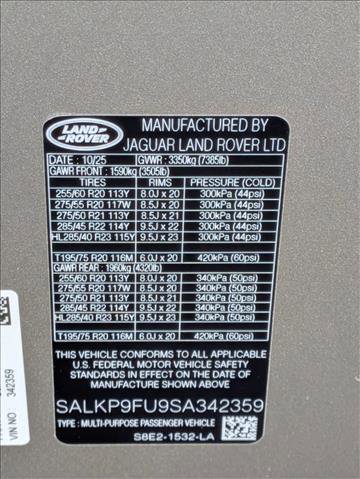 LAND ROVER
MANUFACTURED BY
JAGUAR LAND ROVER LTD
DATE : 10/25 GVWR : 3350kg (7385lb)
GAWR FRONT : 1590kg (3505lb)
TIRES RIMS PRESSURE (COLD)
255/60 R20 113Y 8.0J x 20 300kPa (44psi)
275/55 R20 117W 8.5J x 20 300kPa (44psi)
275/50 R21 113Y 8.5J x 21 300kPa (44psi)
285/45 R22 114Y 9.5J x 22 300kPa (44psi)
HL285/40 R23 115Y 9.5J x 23 300kPa (44psi)
T195/75 R20 116M 6.0J x 20 420kPa (60psi)
GAWR REAR : 1960kg (4320lb)
255/60 R20 113Y 8.0J x 20 340kPa (50psi)
275/55 R20 117W 8.5J x 20 340kPa (50psi)
275/50 R21 113Y 8.5J x 21 340kPa (50psi)
285/45 R22 114Y 9.5J x 22 340kPa (50psi)
HL285/40 R23 115Y 9.5J x 23 340kPa (50psi)
T195/75 R20 116M 6.0J x 20 420kPa (60psi)
THIS VEHICLE CONFORMS TO ALL APPLICABLE
U.S. FEDERAL MOTOR VEHICLE SAFETY
STANDARDS IN EFFECT ON THE DATE OF
MANUFACTURE SHOWN ABOVE.
SALKP9FU9SA342359
TYPE : MULTI-PURPOSE PASSENGER VEHICLE
S8E2-1532-LA
VIN NO 342359